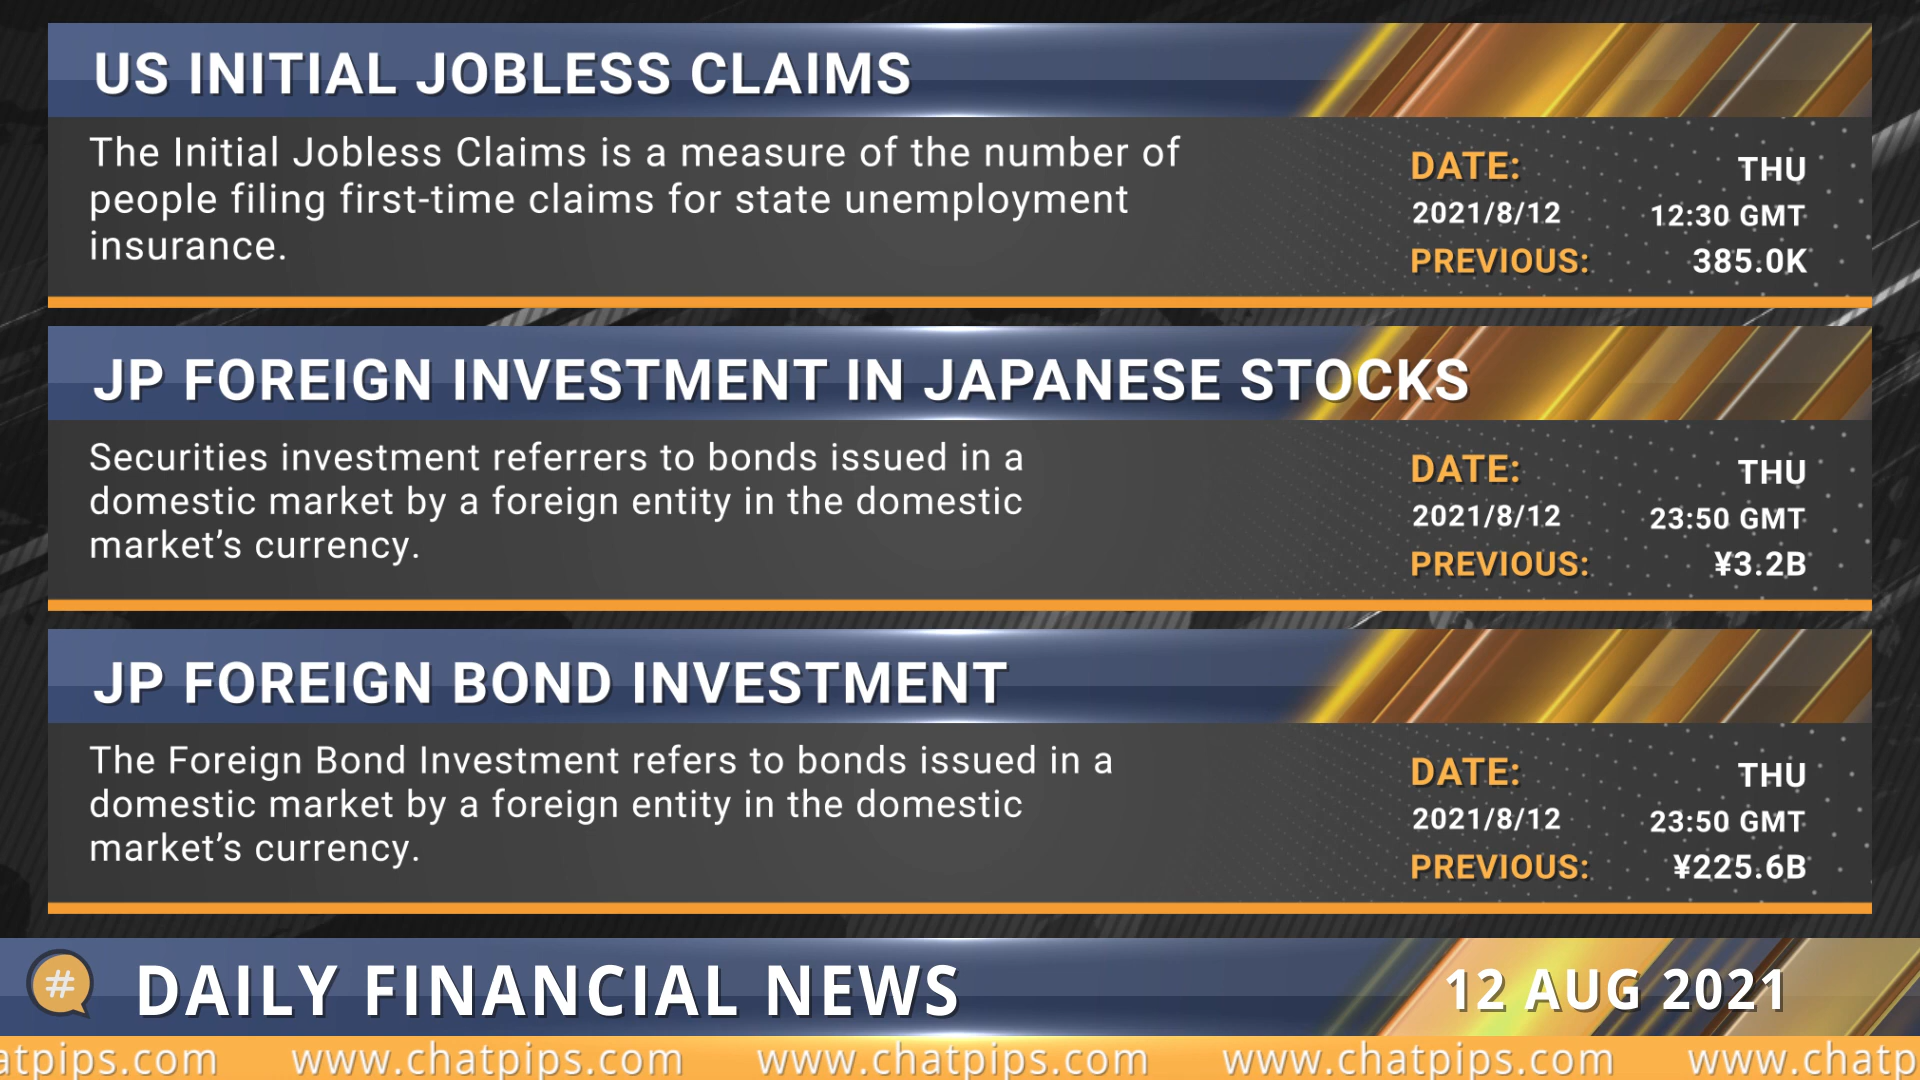 US INITIAL JOBLESS CLAIMS
The Initial Jobless Claims is a measure of the number of
people filing first-time claims for state unemployment
insurance.
DATE: THU
2021/8/12 12:30 GMT
PREVIOUS: 385.0K
JP FOREIGN INVESTMENT IN JAPANESE STOCKS
Securities investment referrers to bonds issued in a
domestic market by a foreign entity in the domestic
market’s currency.
DATE: THU
2021/8/12 23:50 GMT
PREVIOUS: ¥3.2B
JP FOREIGN BOND INVESTMENT
The Foreign Bond Investment refers to bonds issued in a
domestic market by a foreign entity in the domestic
market’s currency.
DATE: THU
2021/8/12 23:50 GMT
PREVIOUS: ¥225.6B
# DAILY FINANCIAL NEWS 12 AUG 2021
atpips.com www.chatpips.com www.chatpips.com www.chatpips.com www.chatp